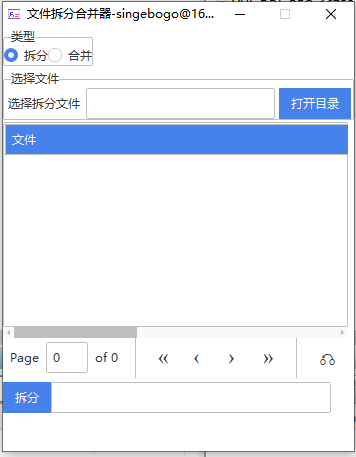 文件拆分合并器-singebogo@16...
类型
拆分 合并
选择文件
选择拆分文件 打开目录
文件
Page 0 of 0 « ‹ › »
拆分